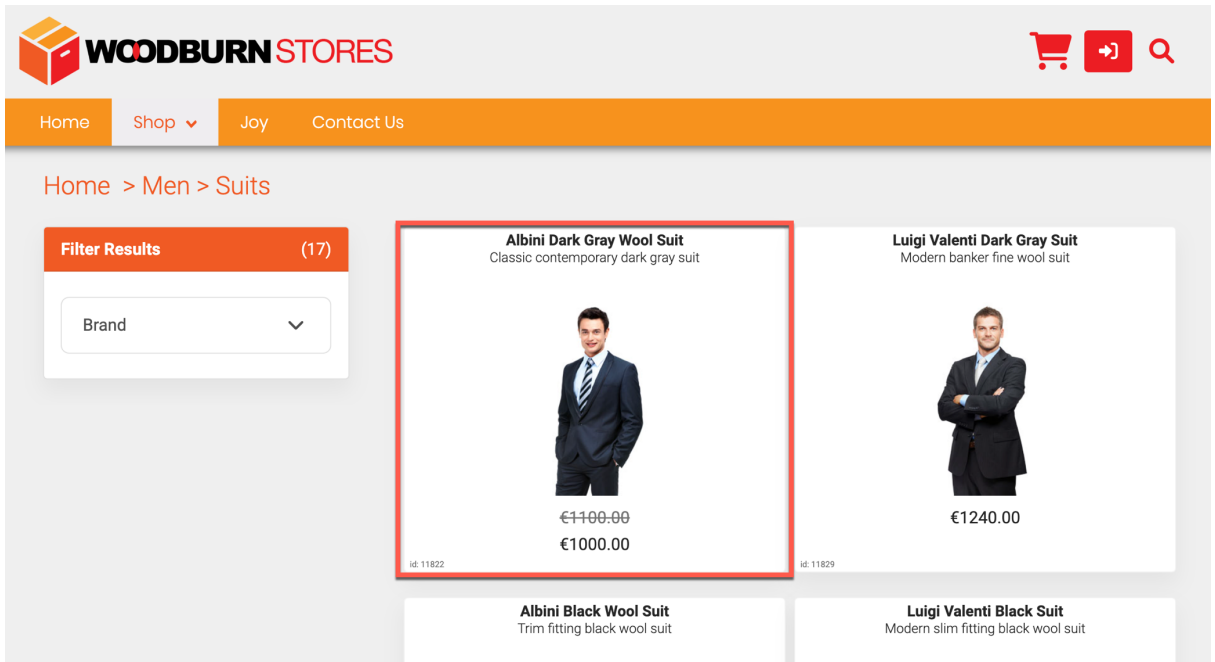 WOODBURN STORES
Home Shop Joy Contact Us
Home > Men > Suits
Filter Results (17)
Brand
Albini Dark Gray Wool Suit
Classic contemporary dark gray suit
€1100.00
€1000.00
id: 11822
Luigi Valenti Dark Gray Suit
Modern banker fine wool suit
€1240.00
id: 11829
Albini Black Wool Suit
Trim fitting black wool suit
Luigi Valenti Black Suit
Modern slim fitting black wool suit